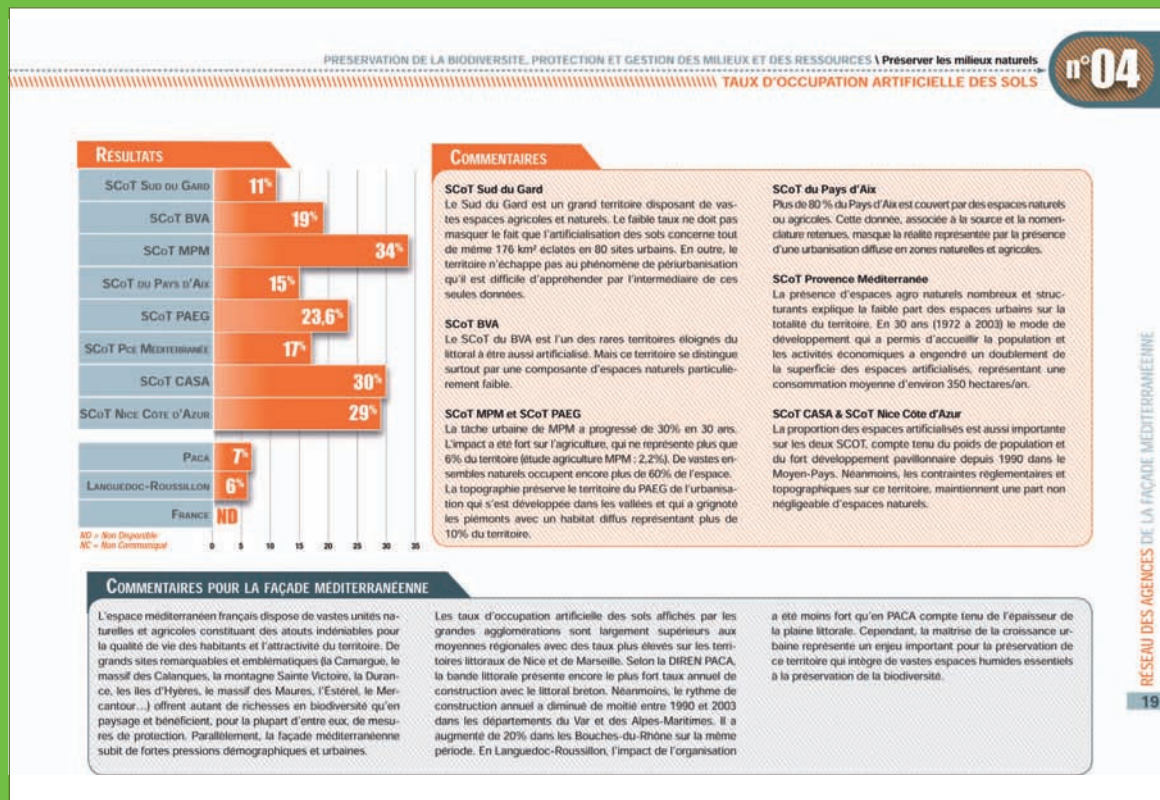 PRESERVATION DE LA BIODIVERSITE, PROTECTION ET GESTION DES MILIEUX ET DES RESSOURCES \ Préserver les milieux naturels
TAUX D'OCCUPATION ARTIFICIELLE DES SOLS
n°04
RÉSULTATS
SCOT SUD DU GARD 11%
SCOT BVA 19%
SCOT MPM 34%
SCOT DU PAYS D'AIX 15%
SCOT PAEG 23,6%
SCOT PCE MÉDITERRANÉE 17%
SCOT CASA 30%
SCOT NICE CÔTE D'AZUR 29%
PACA 7%
LANGUEDOC-ROUSSILLON 6%
FRANCE ND
ND = Non Disponible
NC = Non Communiqué
0 5 10 15 20 25 30 35
COMMENTAIRES
SCoT Sud du Gard
Le Sud du Gard est un grand territoire disposant de vas-
tes espaces agricoles et naturels. Le faible taux ne doit pas
masquer le fait que l'artificialisation des sols concerne tout
de même 176 km² éclatés en 80 sites urbains. En outre, le
territoire n'échappe pas au phénomène de périurbanisation
qu'il est difficile d'appréhender par l'intermédiaire de ces
seules données.
SCoT BVA
Le SCoT du BVA est l'un des rares territoires éloignés du
littoral à être aussi artificialisé. Mais ce territoire se distingue
surtout par une composante d'espaces naturels particuliè-
rement faible.
SCoT MPM et SCoT PAEG
La tâche urbaine de MPM a progressé de 30% en 30 ans.
L'impact a été fort sur l'agriculture, qui ne représente plus que
6% du territoire (étude agriculture MPM : 2,2%). De vastes en-
sembles naturels occupent encore plus de 60% de l'espace.
La topographie préserve le territoire du PAEG de l'urbanisa-
tion qui s'est développée dans les vallées et qui a grignoté
les piémonts avec un habitat diffus représentant plus de
10% du territoire.
SCoT du Pays d'Aix
Plus de 80 % du Pays d'Aix est couvert par des espaces naturels
ou agricoles. Cette donnée, associée à la source et la nomen-
clature retenues, masque la réalité représentée par la présence
d'une urbanisation diffuse en zones naturelles et agricoles.
SCoT Provence Méditerranée
La présence d'espaces agro naturels nombreux et struc-
turants explique la faible part des espaces urbains sur la
totalité du territoire. En 30 ans (1972 à 2003) le mode de
développement qui a permis d'accueillir la population et
les activités économiques a engendré un doublement de
la superficie des espaces artificialisés, représentant une
consommation moyenne d'environ 350 hectares/an.
SCoT CASA & SCoT Nice Côte d'Azur
La proportion des espaces artificialisés est aussi importante
sur les deux SCOT, compte tenu du poids de population et
du fort développement pavillonnaire depuis 1990 dans le
Moyen-Pays. Néanmoins, les contraintes réglementaires et
topographiques sur ce territoire, maintiennent une part non
négligeable d'espaces naturels.
COMMENTAIRES POUR LA FAÇADE MÉDITERRANÉENNE
L'espace méditerranéen français dispose de vastes unités na-
turelles et agricoles constituant des atouts indéniables pour
la qualité de vie des habitants et l'attractivité du territoire. De
grands sites remarquables et emblématiques (la Camargue, le
massif des Calanques, la montagne Sainte Victoire, la Duran-
ce, les îles d'Hyères, le massif des Maures, l'Estérel, le Mer-
cantour...) offrent autant de richesses en biodiversité qu'en
paysage et bénéficient, pour la plupart d'entre eux, de mesu-
res de protection. Parallèlement, la façade méditerranéenne
subit de fortes pressions démographiques et urbaines.
Les taux d'occupation artificielle des sols affichés par les
grandes agglomérations sont largement supérieurs aux
moyennes régionales avec des taux plus élevés sur les terri-
toires littoraux de Nice et de Marseille. Selon la DIREN PACA,
la bande littorale présente encore le plus fort taux annuel de
construction avec le littoral breton. Néanmoins, le rythme de
construction annuel a diminué de moitié entre 1990 et 2003
dans les départements du Var et des Alpes-Maritimes. Il a
augmenté de 20% dans les Bouches-du-Rhône sur la même
période. En Languedoc-Roussillon, l'impact de l'organisation
a été moins fort qu'en PACA compte tenu de l'épaisseur de
la plaine littorale. Cependant, la maîtrise de la croissance ur-
baine représente un enjeu important pour la préservation de
ce territoire qui intègre de vastes espaces humides essentiels
à la préservation de la biodiversité.
RÉSEAU DES AGENCES DE LA FAÇADE MÉDITERRANÉENNE
19